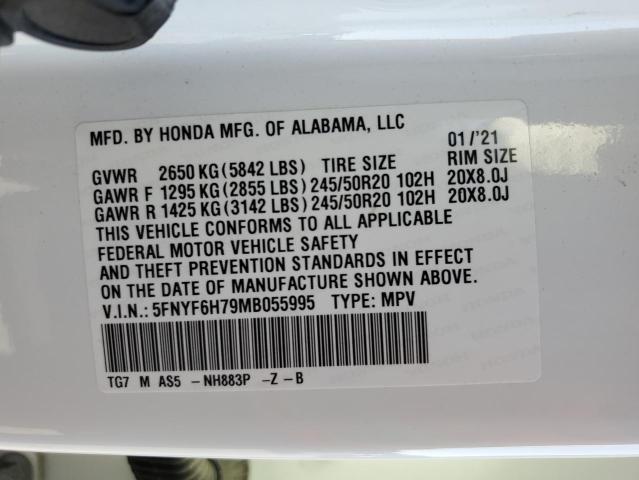 MFD. BY HONDA MFG. OF ALABAMA, LLC 01/'21
GVWR 2650 KG (5842 LBS) TIRE SIZE RIM SIZE
GAWR F 1295 KG (2855 LBS) 245/50R20 102H 20X8.0J
GAWR R 1425 KG (3142 LBS) 245/50R20 102H 20X8.0J
THIS VEHICLE CONFORMS TO ALL APPLICABLE
FEDERAL MOTOR VEHICLE SAFETY
AND THEFT PREVENTION STANDARDS IN EFFECT
ON THE DATE OF MANUFACTURE SHOWN ABOVE.
V.I.N.: 5FNYF6H79MB055995 TYPE: MPV
TG7 M AS5 - NH883P - Z - B